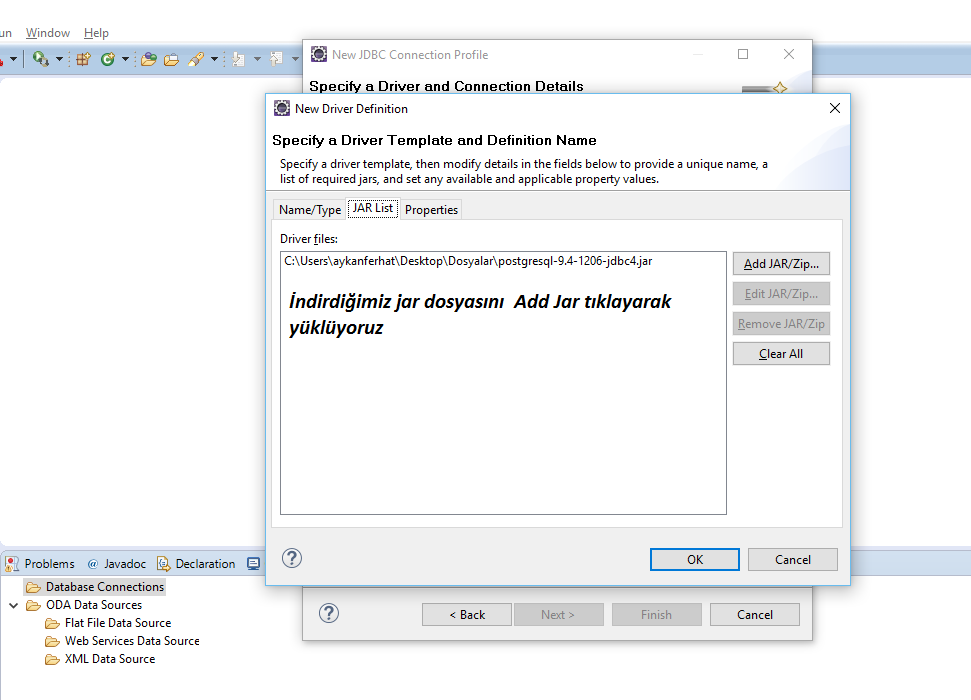 un Window Help
New JDBC Connection Profile
Specify a Driver and Connection Details
New Driver Definition
Specify a Driver Template and Definition Name
Specify a driver template, then modify details in the fields below to provide a unique name, a
list of required jars, and set any available and applicable property values.
Name/Type JAR List Properties
Driver files:
C:\Users\aykanferhat\Desktop\Dosyalar\postgresql-9.4-1206-jdbc4.jar
Add JAR/Zip...
İndirdiğimiz jar dosyasını Add Jar tıklayarak
yüklüyoruz
Edit JAR/Zip...
Remove JAR/Zip
Clear All
OK Cancel
Problems @ Javadoc Declaration
Database Connections
ODA Data Sources
Flat File Data Source
Web Services Data Source
XML Data Source
< Back Next > Finish Cancel